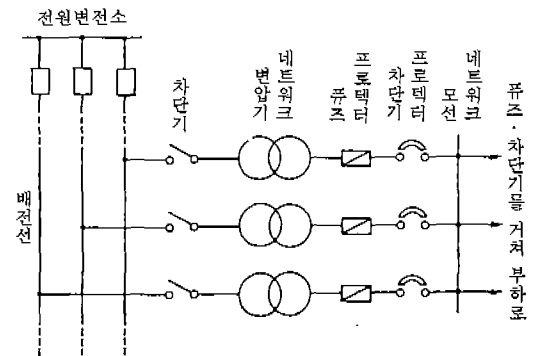 전원변전소
차단기
네트워크
변압기
프로텍터
퓨즈
프로텍터
차단기
네트워크
모선
퓨즈·차단기를 거쳐 부하로
배전선